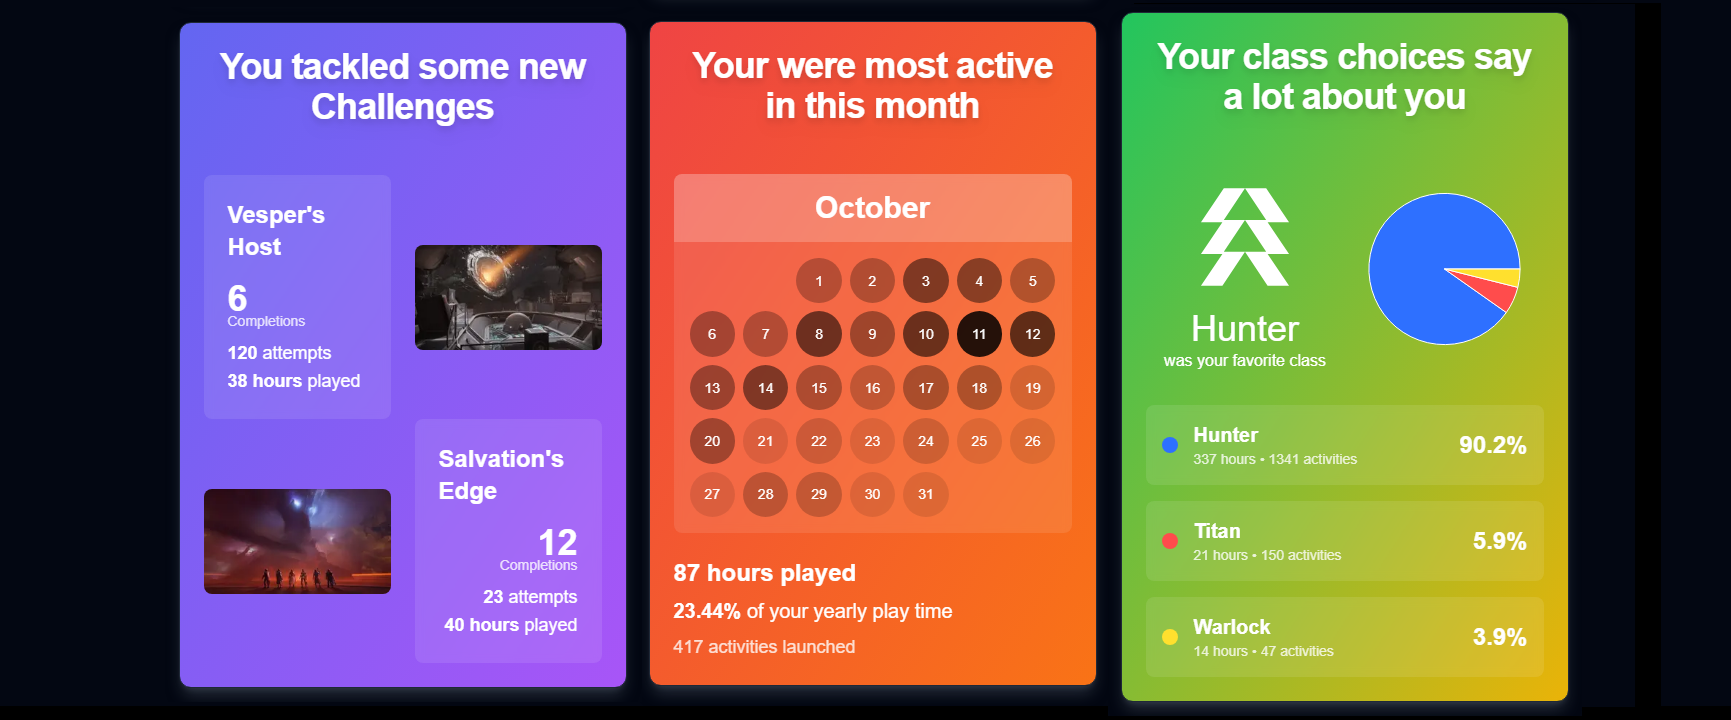 You tackled some new
Challenges
Vesper's
Host
6
Completions
120 attempts
38 hours played
Salvation's
Edge
12
Completions
23 attempts
40 hours played
Your were most active
in this month
October
1 2 3 4 5
6 7 8 9 10 11 12
13 14 15 16 17 18 19
20 21 22 23 24 25 26
27 28 29 30 31
87 hours played
23.44% of your yearly play time
417 activities launched
Your class choices say
a lot about you
Hunter
was your favorite class
Hunter
337 hours • 1341 activities
90.2%
Titan
21 hours • 150 activities
5.9%
Warlock
14 hours • 47 activities
3.9%